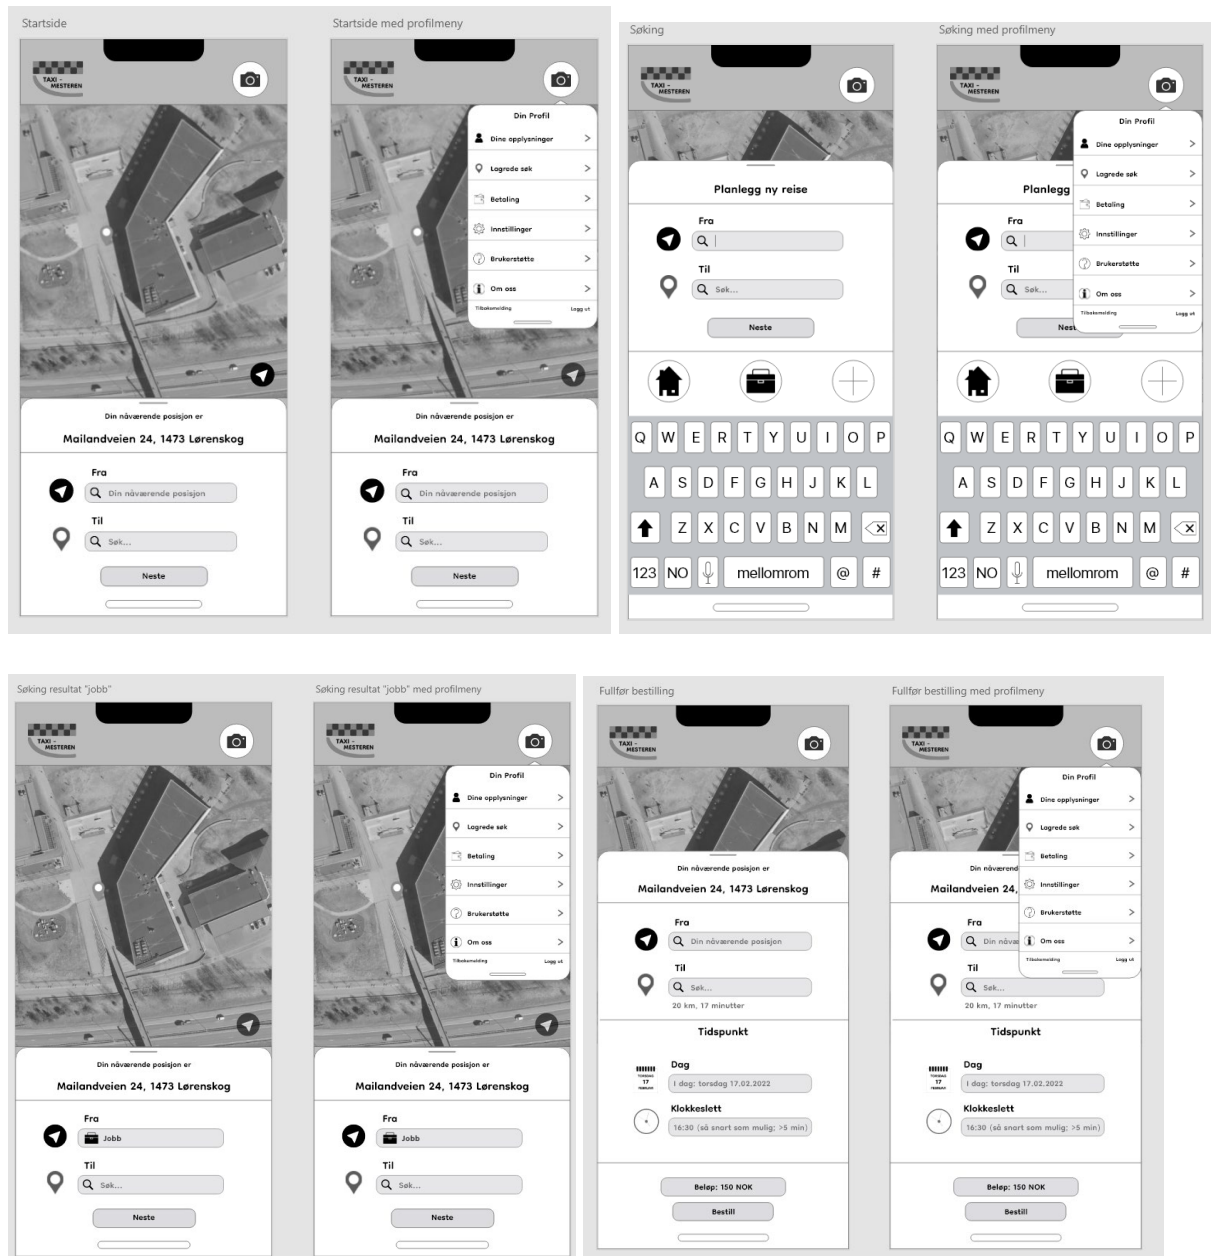 Startside
TAXI -
MESTEREN
Din nåværende posisjon er
Mailandveien 24, 1473 Lørenskog
Fra
Din nåværende posisjon
Til
Søk...
Neste
Startside med profilmeny
TAXI -
MESTEREN
Din Profil
Dine opplysninger >
Lagrede søk >
Betaling >
Innstillinger >
Brukerstøtte >
Om oss >
Tilbakemelding Logg ut
Din nåværende posisjon er
Mailandveien 24, 1473 Lørenskog
Fra
Din nåværende posisjon
Til
Søk...
Neste
Søking
TAXI -
MESTEREN
Planlegg ny reise
Fra
Til
Søk...
Neste
Q W E R T Y U I O P
A S D F G H J K L
Z X C V B N M
123 NO mellomrom @ #
Søking med profilmeny
TAXI -
MESTEREN
Din Profil
Dine opplysninger >
Lagrede søk >
Betaling >
Innstillinger >
Brukerstøtte >
Om oss >
Tilbakemelding Logg ut
Planlegg
Fra
Til
Søk...
Nest
Q W E R T Y U I O P
A S D F G H J K L
Z X C V B N M
123 NO mellomrom @ #
Søking resultat "jobb"
TAXI -
MESTEREN
Din nåværende posisjon er
Mailandveien 24, 1473 Lørenskog
Fra
Jobb
Til
Søk...
Neste
Søking resultat "jobb" med profilmeny
TAXI -
MESTEREN
Din Profil
Dine opplysninger >
Lagrede søk >
Betaling >
Innstillinger >
Brukerstøtte >
Om oss >
Tilbakemelding Logg ut
Din nåværende posisjon er
Mailandveien 24, 1473 Lørenskog
Fra
Jobb
Til
Søk...
Neste
Fullfør bestilling
TAXI -
MESTEREN
Din nåværende posisjon er
Mailandveien 24, 1473 Lørenskog
Fra
Din nåværende posisjon
Til
Søk...
20 km, 17 minutter
Tidspunkt
Dag
TORSDAG
17
FEBRUAR
I dag: torsdag 17.02.2022
Klokkeslett
16:30 (så snart som mulig; >5 min)
Beløp: 150 NOK
Bestill
Fullfør bestilling med profilmeny
TAXI -
MESTEREN
Din Profil
Dine opplysninger >
Lagrede søk >
Betaling >
Innstillinger >
Brukerstøtte >
Om oss >
Tilbakemelding Logg ut
Din nåværend
Mailandveien 24,
Fra
Din nåvæ
Til
Søk...
20 km, 17 minutter
Tidspunkt
Dag
TORSDAG
17
FEBRUAR
I dag: torsdag 17.02.2022
Klokkeslett
16:30 (så snart som mulig; >5 min)
Beløp: 150 NOK
Bestill